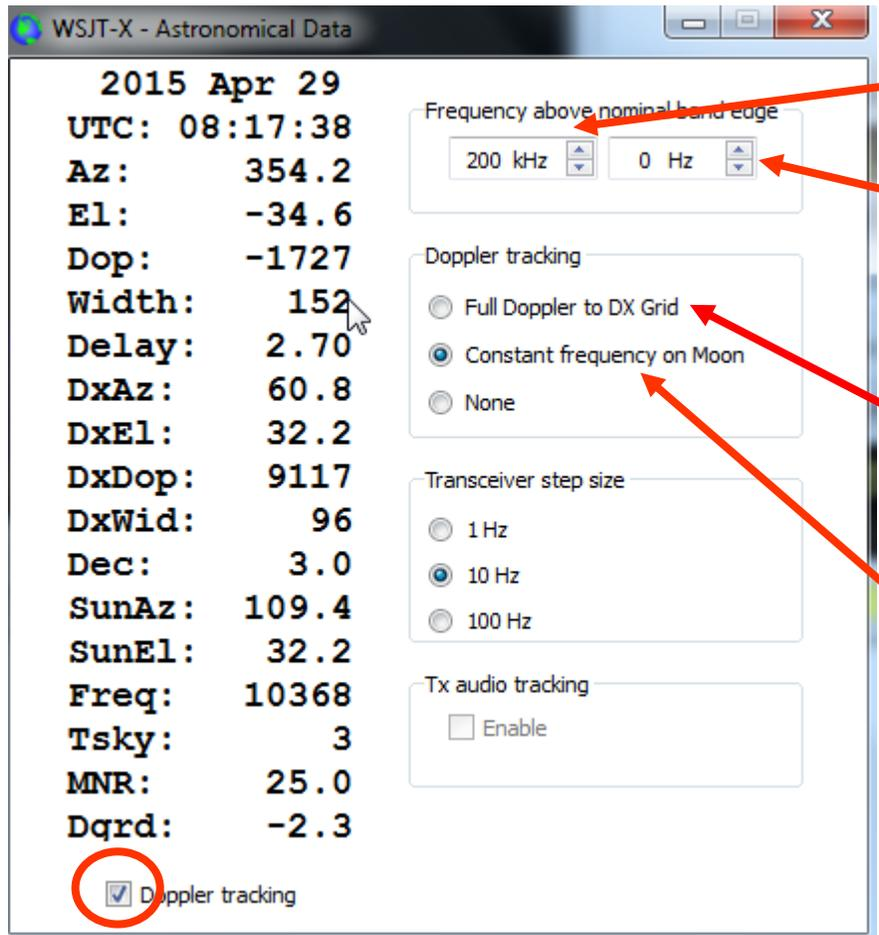 WSJT-X - Astronomical Data
2015 Apr 29
UTC: 08:17:38
Az: 354.2
El: -34.6
Dop: -1727
Width: 152
Delay: 2.70
DxAz: 60.8
DxEl: 32.2
DxDop: 9117
DxWid: 96
Dec: 3.0
SunAz: 109.4
SunEl: 32.2
Freq: 10368
Tsky: 3
MNR: 25.0
Dgrd: -2.3
Doppler tracking
Frequency above nominal band edge
200 kHz 0 Hz
Doppler tracking
Full Doppler to DX Grid
Constant frequency on Moon
None
Transceiver step size
1 Hz
10 Hz
100 Hz
Tx audio tracking
Enable